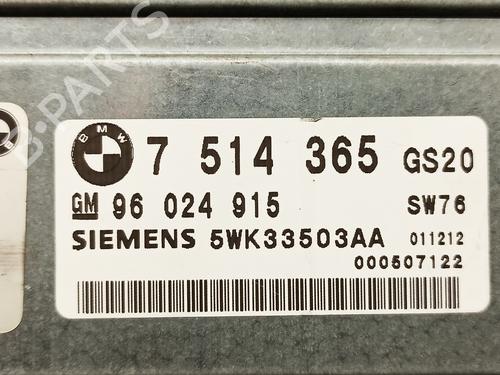 B-PARTS
BMW
7 514 365 GS20
GM 96 024 915 SW76
SIEMENS 5WK33503AA 011212
000507122